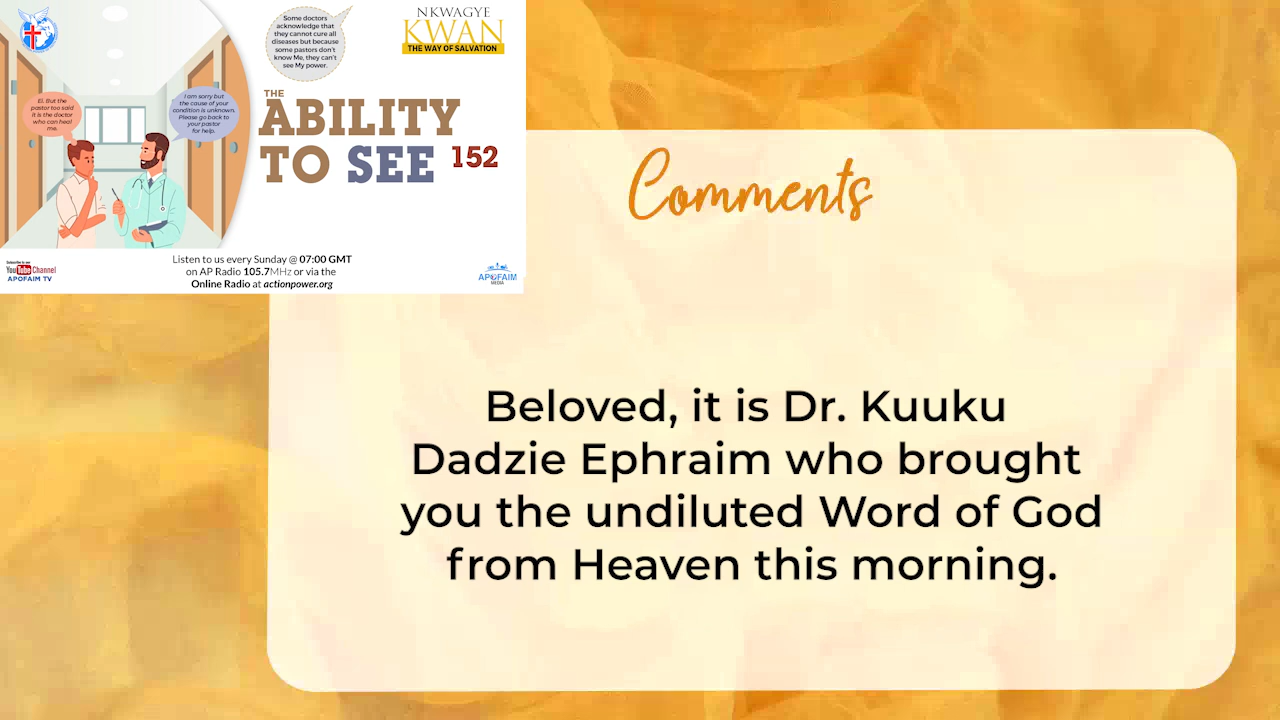 Some doctors
acknowledge that
they cannot cure all
diseases but because
some pastors don't
know Me, they can't
see My power.
NKWAGYE
KWAN
THE WAY OF SALVATION
Ei. But the
pastor too said
it is the doctor
who can heal
me.
I am sorry but
the cause of your
condition is unknown.
Please go back to
your pastor
for help.
THE
ABILITY
TO SEE 152
Subscribe to our
YouTube Channel
APOFAIM TV
Listen to us every Sunday @ 07:00 GMT
on AP Radio 105.7MHz or via the
Online Radio at actionpower.org
APOFAIM
MEDIA
Comments
Beloved, it is Dr. Kuuku
Dadzie Ephraim who brought
you the undiluted Word of God
from Heaven this morning.